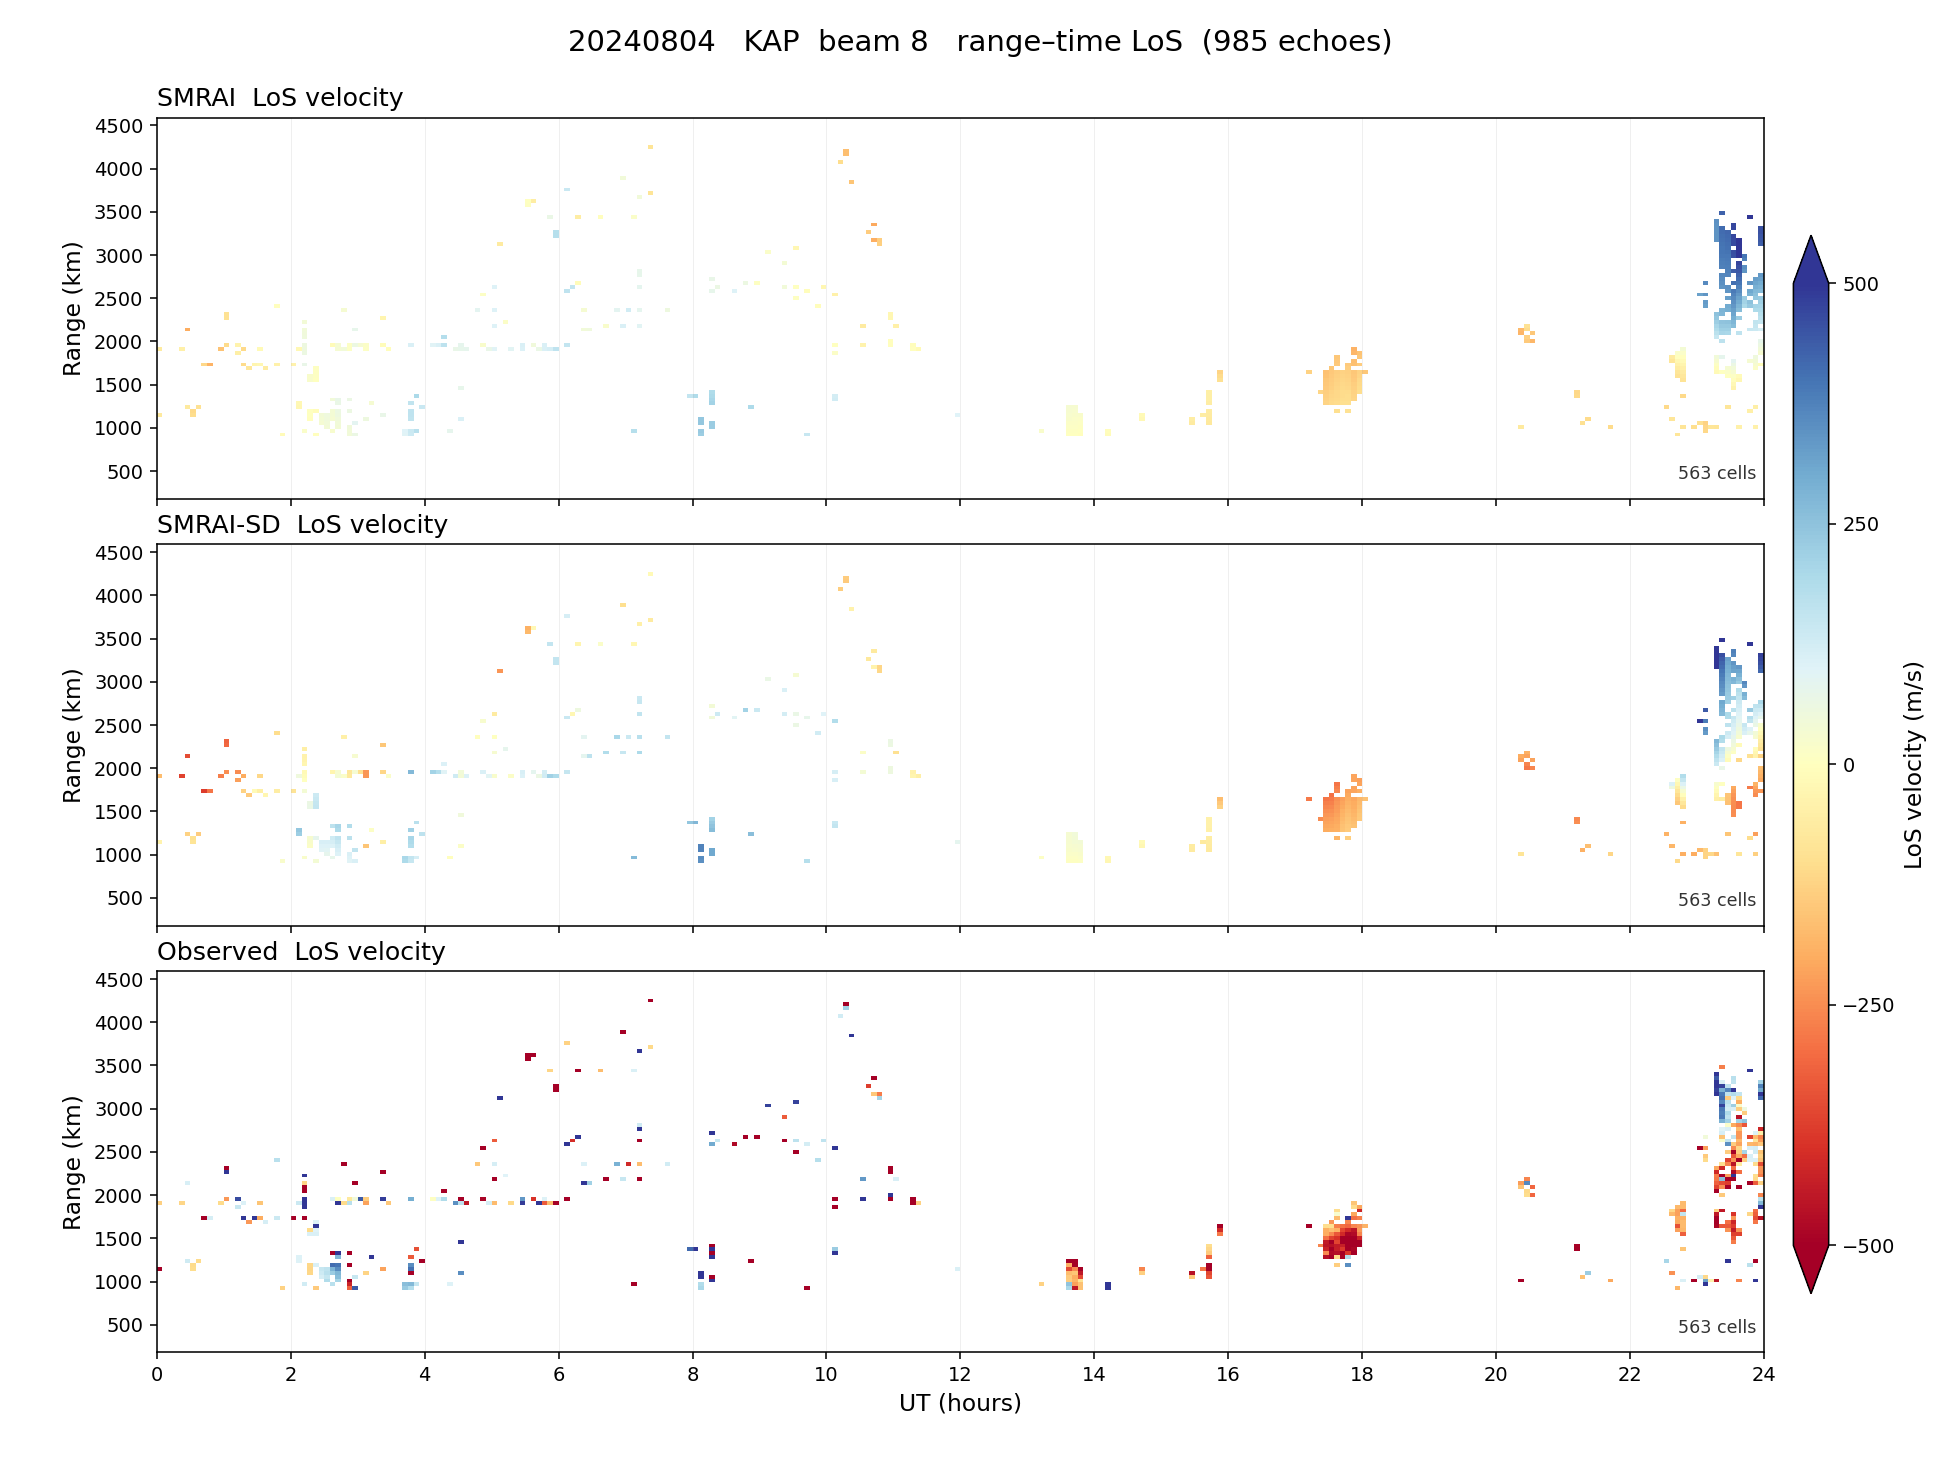 20240804   KAP  beam 8   range–time LoS  (985 echoes)
SMRAI  LoS velocity
4500
4000
3500
3000
2500
2000
1500
1000
500
Range (km)
563 cells
SMRAI-SD  LoS velocity
4500
4000
3500
3000
2500
2000
1500
1000
500
Range (km)
563 cells
Observed  LoS velocity
4500
4000
3500
3000
2500
2000
1500
1000
500
Range (km)
563 cells
0 2 4 6 8 10 12 14 16 18 20 22 24
UT (hours)
500
250
0
−250
−500
LoS velocity (m/s)